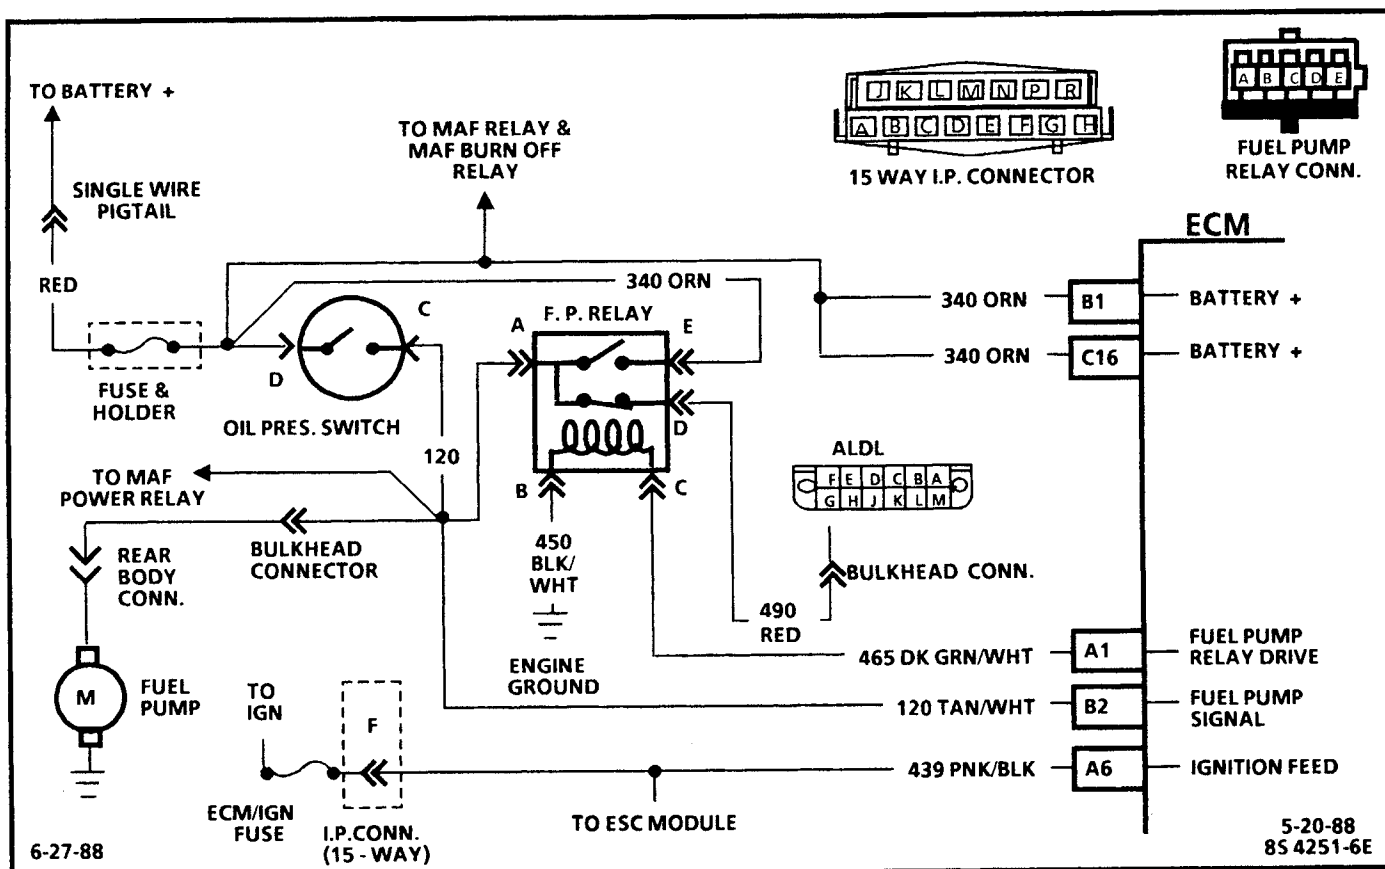 TO BATTERY +
SINGLE WIRE
PIGTAIL
RED
FUSE &
HOLDER
TO MAF RELAY &
MAF BURN OFF
RELAY
J K L M N P R
A B C D E F G H
15 WAY I.P. CONNECTOR
A B C D E
FUEL PUMP
RELAY CONN.
ECM
340 ORN
C
D
OIL PRES. SWITCH
F. P. RELAY
A
E
D
B
C
340 ORN
B1
BATTERY +
340 ORN
C16
BATTERY +
120
TO MAF
POWER RELAY
BULKHEAD
CONNECTOR
REAR
BODY
CONN.
M
FUEL
PUMP
450
BLK/
WHT
ENGINE
GROUND
ALDL
F E D C B A
G H J K L M
BULKHEAD CONN.
490
RED
465 DK GRN/WHT
A1
FUEL PUMP
RELAY DRIVE
120 TAN/WHT
B2
FUEL PUMP
SIGNAL
TO
IGN
F
439 PNK/BLK
A6
IGNITION FEED
ECM/IGN
FUSE
I.P.CONN.
(15 - WAY)
TO ESC MODULE
6-27-88
5-20-88
8S 4251-6E